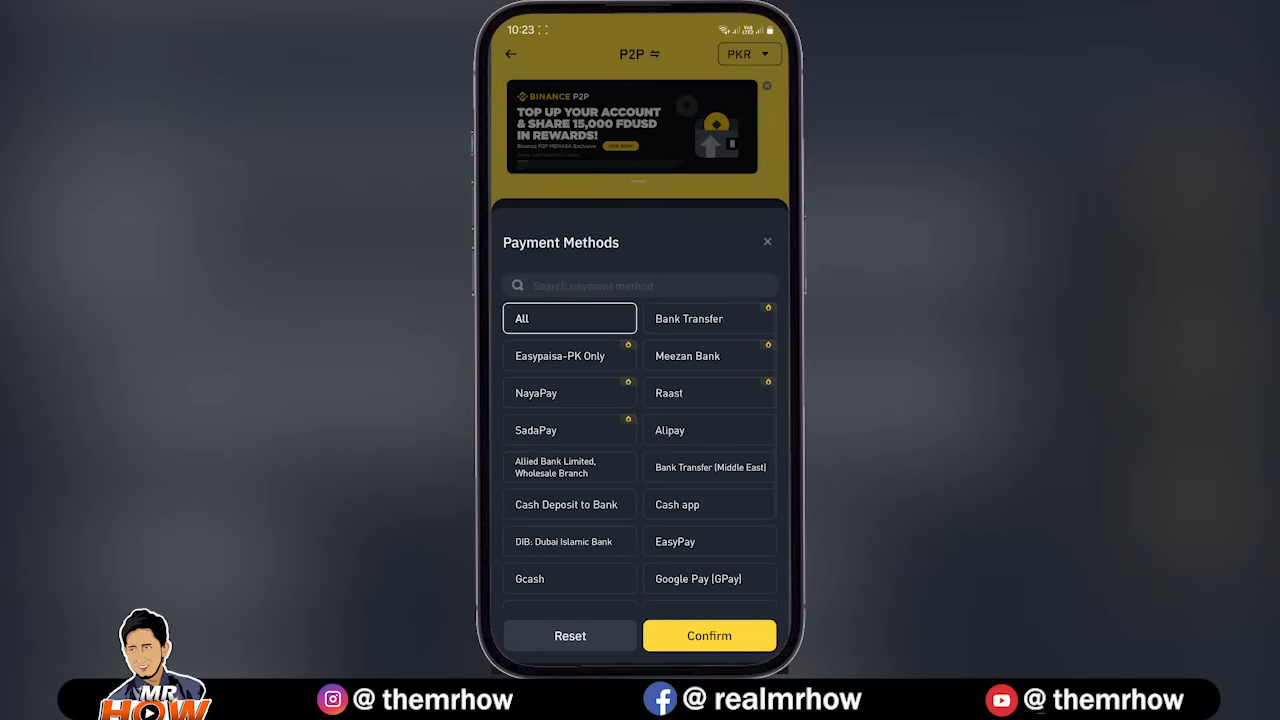 10:23
P2P
PKR
BINANCE P2P
TOP UP YOUR ACCOUNT
& SHARE 15,000 FDUSD
IN REWARDS!
Binance P2P MENASA Exclusive
JOIN NOW!
Payment Methods
Search payment method
All
Bank Transfer
Easypaisa-PK Only
Meezan Bank
NayaPay
Raast
SadaPay
Alipay
Allied Bank Limited,
Wholesale Branch
Bank Transfer (Middle East)
Cash Deposit to Bank
Cash app
DIB: Dubai Islamic Bank
EasyPay
Gcash
Google Pay (GPay)
Reset
Confirm
MR
HOW
@ themrhow
@ realmrhow
@ themrhow